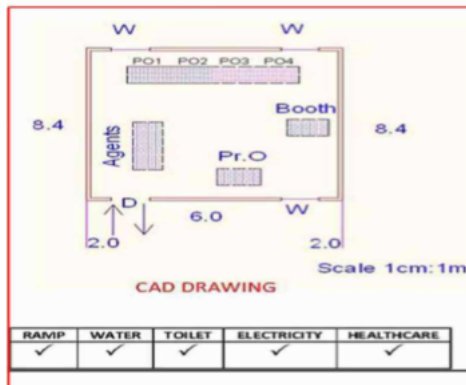 W W
PO1 PO2 PO3 PO4
Booth
8.4 8.4
Agents
Pr.O
D
6.0 W
2.0 2.0
Scale 1cm:1m
CAD DRAWING
RAMP WATER TOILET ELECTRICITY HEALTHCARE
✓ ✓ ✓ ✓ ✓